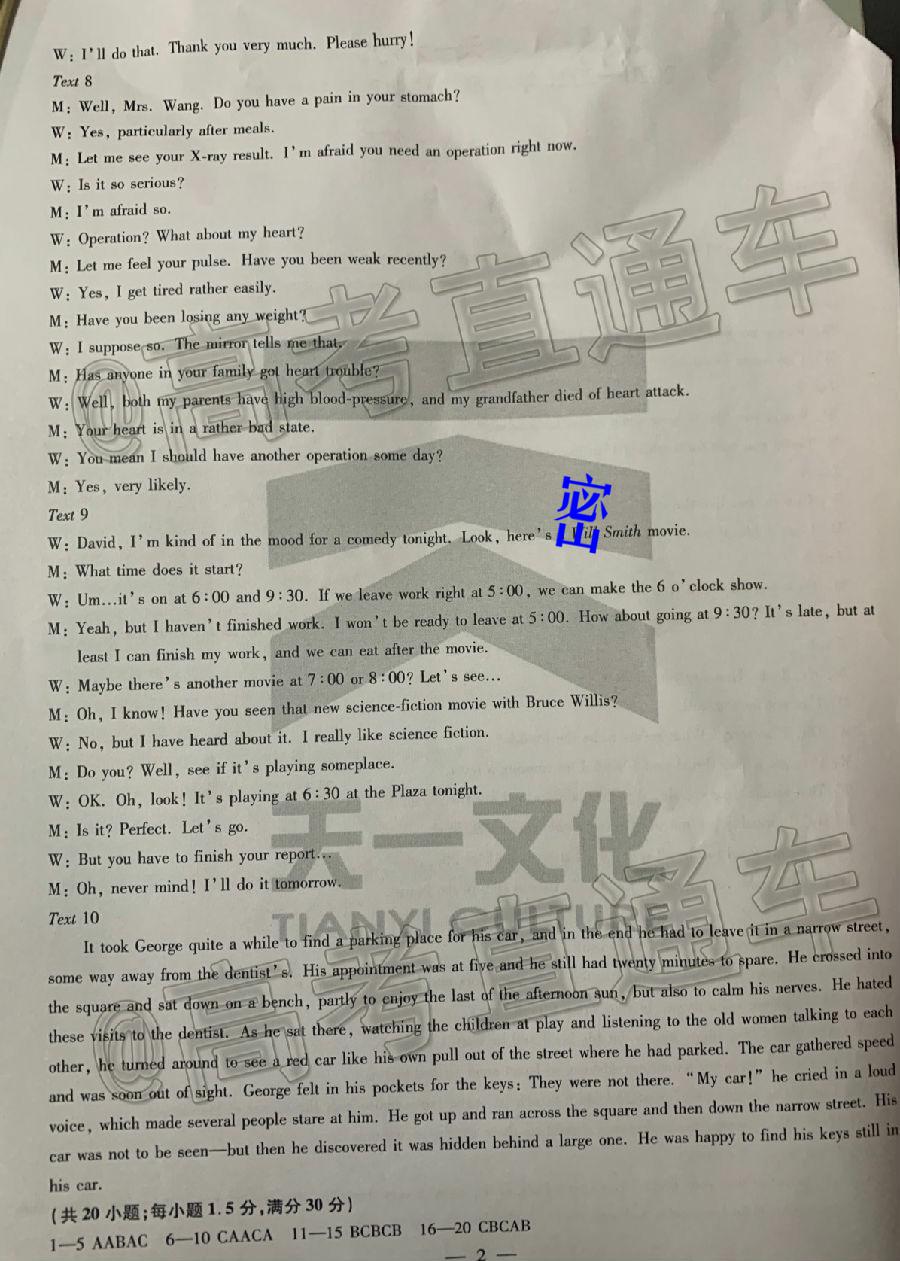 W: I'll do that. Thank you very much. Please hurry!
Text 8
M: Well, Mrs. Wang. Do you have a pain in your stomach?
W: Yes, particularly after meals.
M: Let me see your X-ray result. I'm afraid you need an operation right now.
W: Is it so serious?
M: I'm afraid so.
W: Operation? What about my heart?
M: Let me feel your pulse. Have you been weak recently?
W: Yes, I get tired rather easily.
M: Have you been losing any weight?
W: I suppose so. The mirror tells me that.
M: Has anyone in your family got heart trouble?
W: Well, both my parents have high blood-pressure, and my grandfather died of heart attack.
M: Your heart is in a rather bad state.
W: You mean I should have another operation some day?
M: Yes, very likely.
Text 9
W: David, I'm kind of in the mood for a comedy tonight. Look, here's Will Smith movie.
密
M: What time does it start?
W: Um...it's on at 6:00 and 9:30. If we leave work right at 5:00, we can make the 6 o'clock show.
M: Yeah, but I haven't finished work. I won't be ready to leave at 5:00. How about going at 9:30? It's late, but at
least I can finish my work, and we can eat after the movie.
W: Maybe there's another movie at 7:00 or 8:00? Let's see...
M: Oh, I know! Have you seen that new science-fiction movie with Bruce Willis?
W: No, but I have heard about it. I really like science fiction.
M: Do you? Well, see if it's playing someplace.
W: OK. Oh, look! It's playing at 6:30 at the Plaza tonight.
M: Is it? Perfect. Let's go.
W: But you have to finish your report...
M: Oh, never mind! I'll do it tomorrow.
Text 10
It took George quite a while to find a parking place for his car, and in the end he had to leave it in a narrow street,
some way away from the dentist's. His appointment was at five and he still had twenty minutes to spare. He crossed into
the square and sat down on a bench, partly to enjoy the last of the afternoon sun, but also to calm his nerves. He hated
these visits to the dentist. As he sat there, watching the children at play and listening to the old women talking to each
other, he turned around to see a red car like his own pull out of the street where he had parked. The car gathered speed
and was soon out of sight. George felt in his pockets for the keys: They were not there. "My car!" he cried in a loud
voice, which made several people stare at him. He got up and ran across the square and then down the narrow street. His
car was not to be seen—but then he discovered it was hidden behind a large one. He was happy to find his keys still in
his car.
(共20小题;每小题1.5分,满分30分)
1—5 AABAC 6—10 CAACA 11—15 BCBCB 16—20 CBCAB
— 2 —
@高考直通车
天一文化
TIANYI CULTURE
@高考直通车